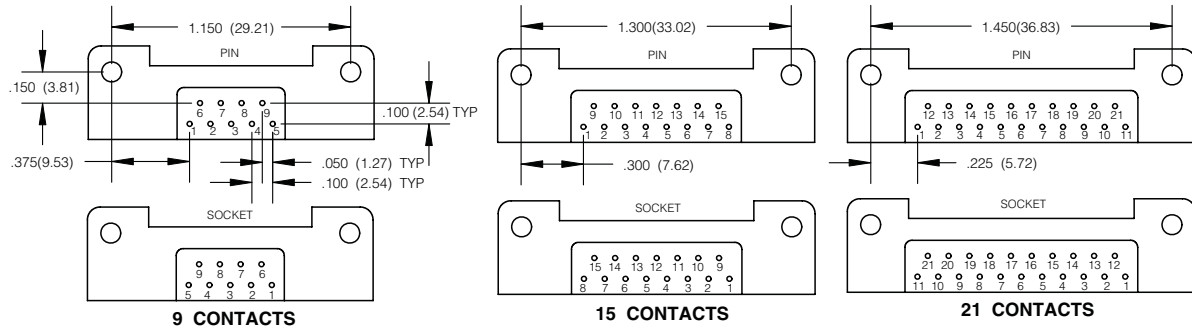 1.150 (29.21)
PIN
.150 (3.81)
6 7 8 9
1 2 3 4 5
.100 (2.54) TYP
.375(9.53)
.050 (1.27) TYP
.100 (2.54) TYP
SOCKET
9 8 7 6
5 4 3 2 1
9 CONTACTS
1.300(33.02)
PIN
9 10 11 12 13 14 15
1 2 3 4 5 6 7 8
.300 (7.62)
SOCKET
15 14 13 12 11 10 9
8 7 6 5 4 3 2 1
15 CONTACTS
1.450(36.83)
PIN
12 13 14 15 16 17 18 19 20 21
1 2 3 4 5 6 7 8 9 10 11
.225 (5.72)
SOCKET
21 20 19 18 17 16 15 14 13 12
11 10 9 8 7 6 5 4 3 2 1
21 CONTACTS